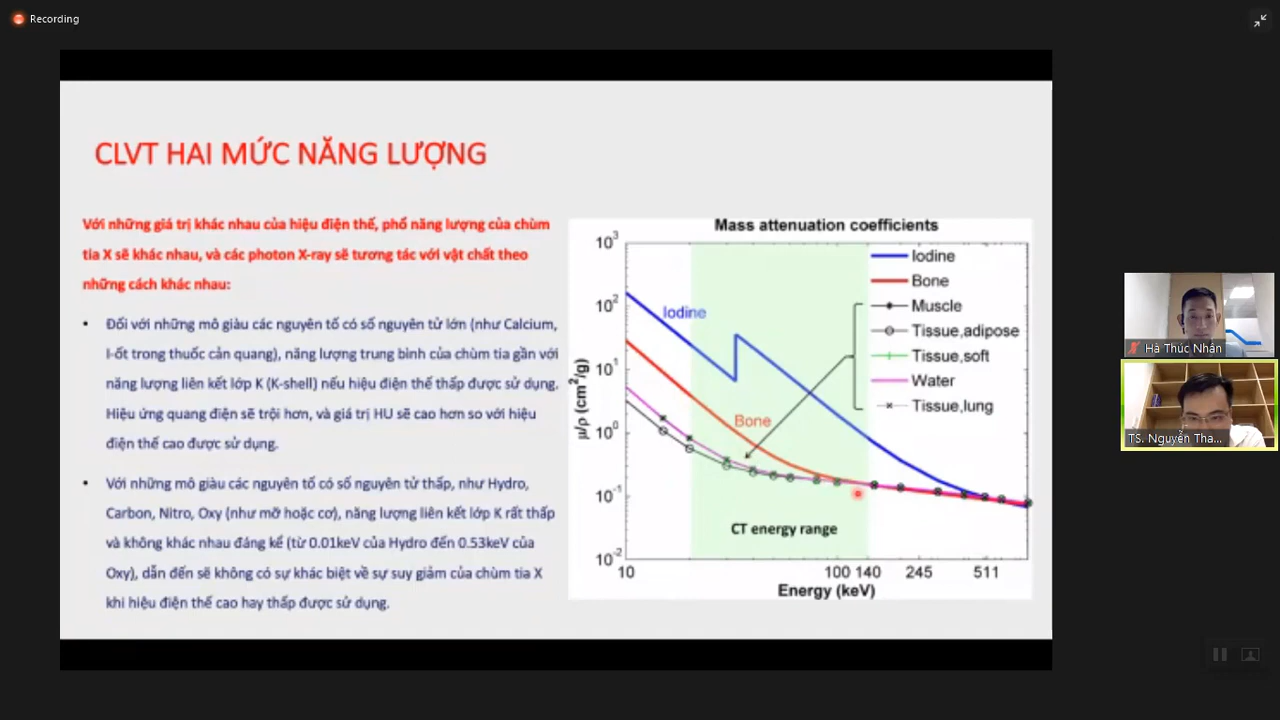 Recording
CLVT HAI MỨC NĂNG LƯỢNG
Với những giá trị khác nhau của hiệu điện thế, phổ năng lượng của chùm
tia X sẽ khác nhau, và các photon X-ray sẽ tương tác với vật chất theo
những cách khác nhau:
• Đối với những mô giàu các nguyên tố có số nguyên tử lớn (như Calcium,
I-ốt trong thuốc cản quang), năng lượng trung bình của chùm tia gần với
năng lượng liên kết lớp K (K-shell) nếu hiệu điện thế thấp được sử dụng.
Hiệu ứng quang điện sẽ trội hơn, và giá trị HU sẽ cao hơn so với hiệu
điện thế cao được sử dụng.
• Với những mô giàu các nguyên tố có số nguyên tử thấp, như Hydro,
Carbon, Nitro, Oxy (như mỡ hoặc cơ), năng lượng liên kết lớp K rất thấp
và không khác nhau đáng kể (từ 0.01keV của Hydro đến 0.53keV của
Oxy), dẫn đến sẽ không có sự khác biệt về sự suy giảm của chùm tia X
khi hiệu điện thế cao hay thấp được sử dụng.
Mass attenuation coefficients
10³
10²
10¹
10⁰
10⁻¹
10⁻²
μ/ρ (cm²/g)
Iodine
Bone
Muscle
Tissue,adipose
Tissue,soft
Water
Tissue,lung
Iodine
Bone
CT energy range
10 100 140 245 511
Energy (keV)
Hà Thúc Nhân
TS. Nguyễn Tha...